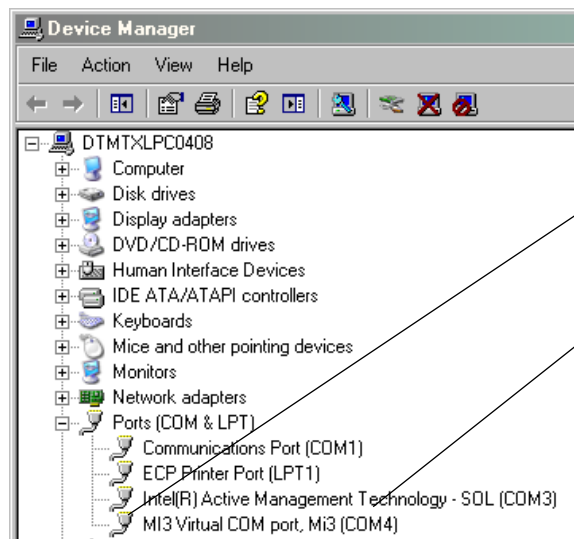 Device Manager
File Action View Help
DTMTXLPC0408
Computer
Disk drives
Display adapters
DVD/CD-ROM drives
Human Interface Devices
IDE ATA/ATAPI controllers
Keyboards
Mice and other pointing devices
Monitors
Network adapters
Ports (COM & LPT)
Communications Port (COM1)
ECP Printer Port (LPT1)
Intel(R) Active Management Technology - SOL (COM3)
MI3 Virtual COM port, Mi3 (COM4)